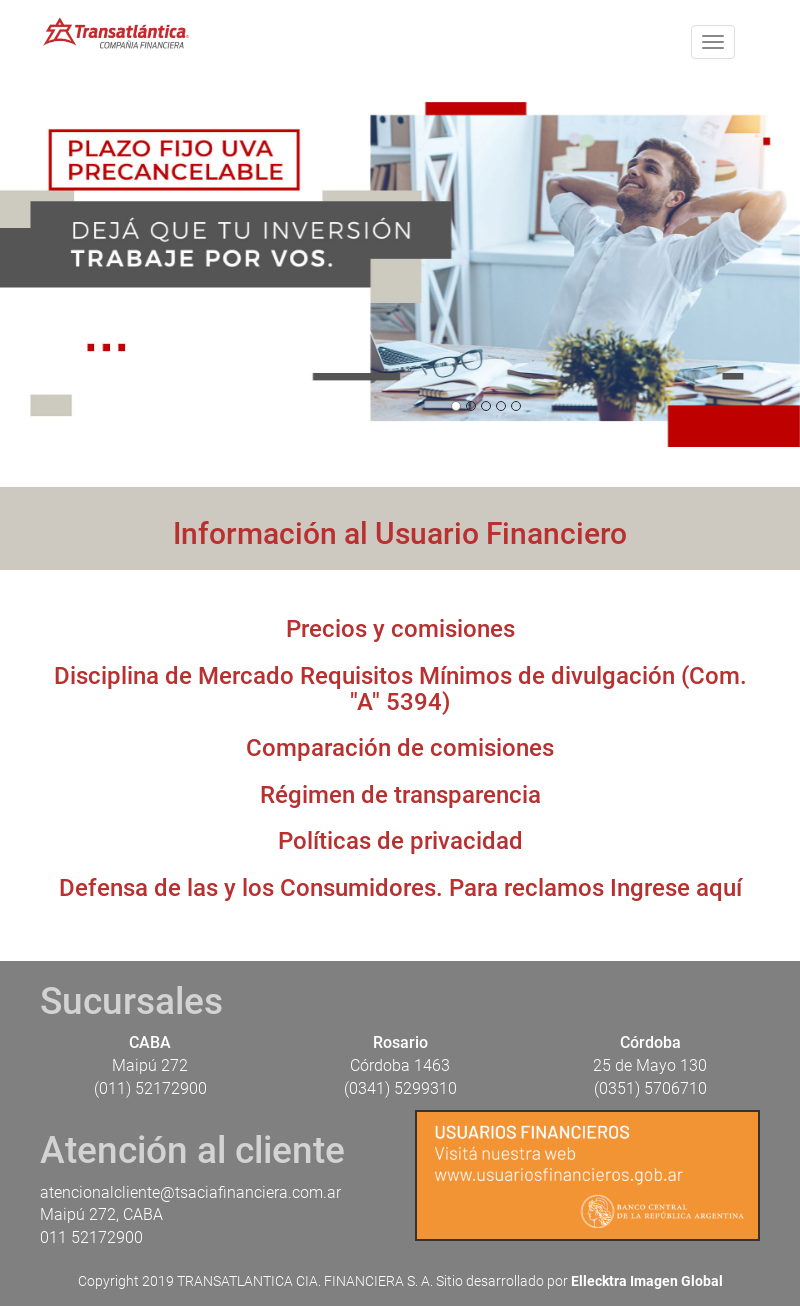 Transatlántica
COMPAÑIA FINANCIERA
PLAZO FIJO UVA
PRECANCELABLE
DEJÁ QUE TU INVERSIÓN
TRABAJE POR VOS.
Información al Usuario Financiero
Precios y comisiones
Disciplina de Mercado Requisitos Mínimos de divulgación (Com.
"A" 5394)
Comparación de comisiones
Régimen de transparencia
Políticas de privacidad
Defensa de las y los Consumidores. Para reclamos Ingrese aquí
Sucursales
CABA
Maipú 272
(011) 52172900
Rosario
Córdoba 1463
(0341) 5299310
Córdoba
25 de Mayo 130
(0351) 5706710
Atención al cliente
atencionalcliente@tsaciafinanciera.com.ar
Maipú 272, CABA
011 52172900
USUARIOS FINANCIEROS
Visitá nuestra web
www.usuariosfinancieros.gob.ar
BANCO CENTRAL
DE LA REPÚBLICA ARGENTINA
Copyright 2019 TRANSATLANTICA CIA. FINANCIERA S. A. Sitio desarrollado por Ellecktra Imagen Global